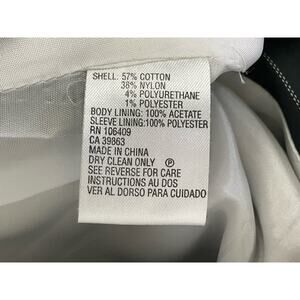 SHELL: 57% COTTON
38% NYLON
4% POLYURETHANE
1% POLYESTER
BODY LINING: 100% ACETATE
SLEEVE LINING:100% POLYESTER
RN 106409
CA 39863
MADE IN CHINA
DRY CLEAN ONLY Ⓟ
SEE REVERSE FOR CARE
INSTRUCTIONS AU DOS
VER AL DORSO PARA CUIDADO